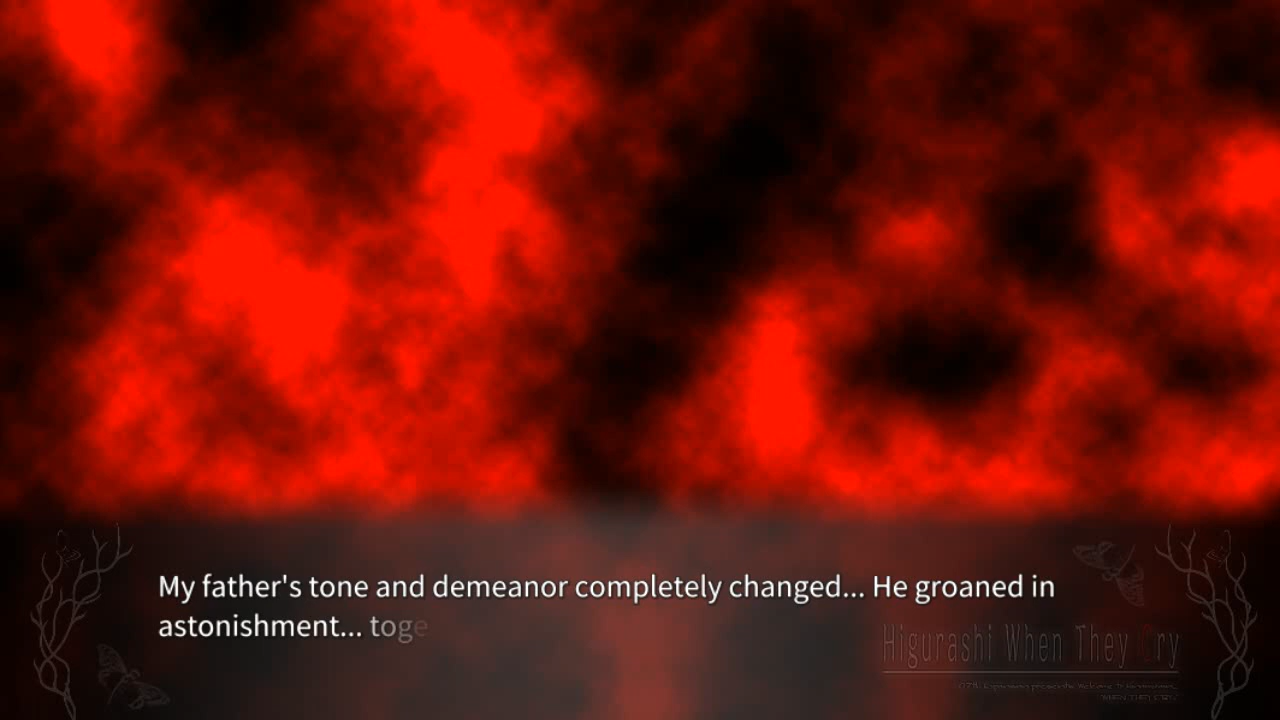 My father's tone and demeanor completely changed... He groaned in
astonishment... toge
Higurashi When They Cry